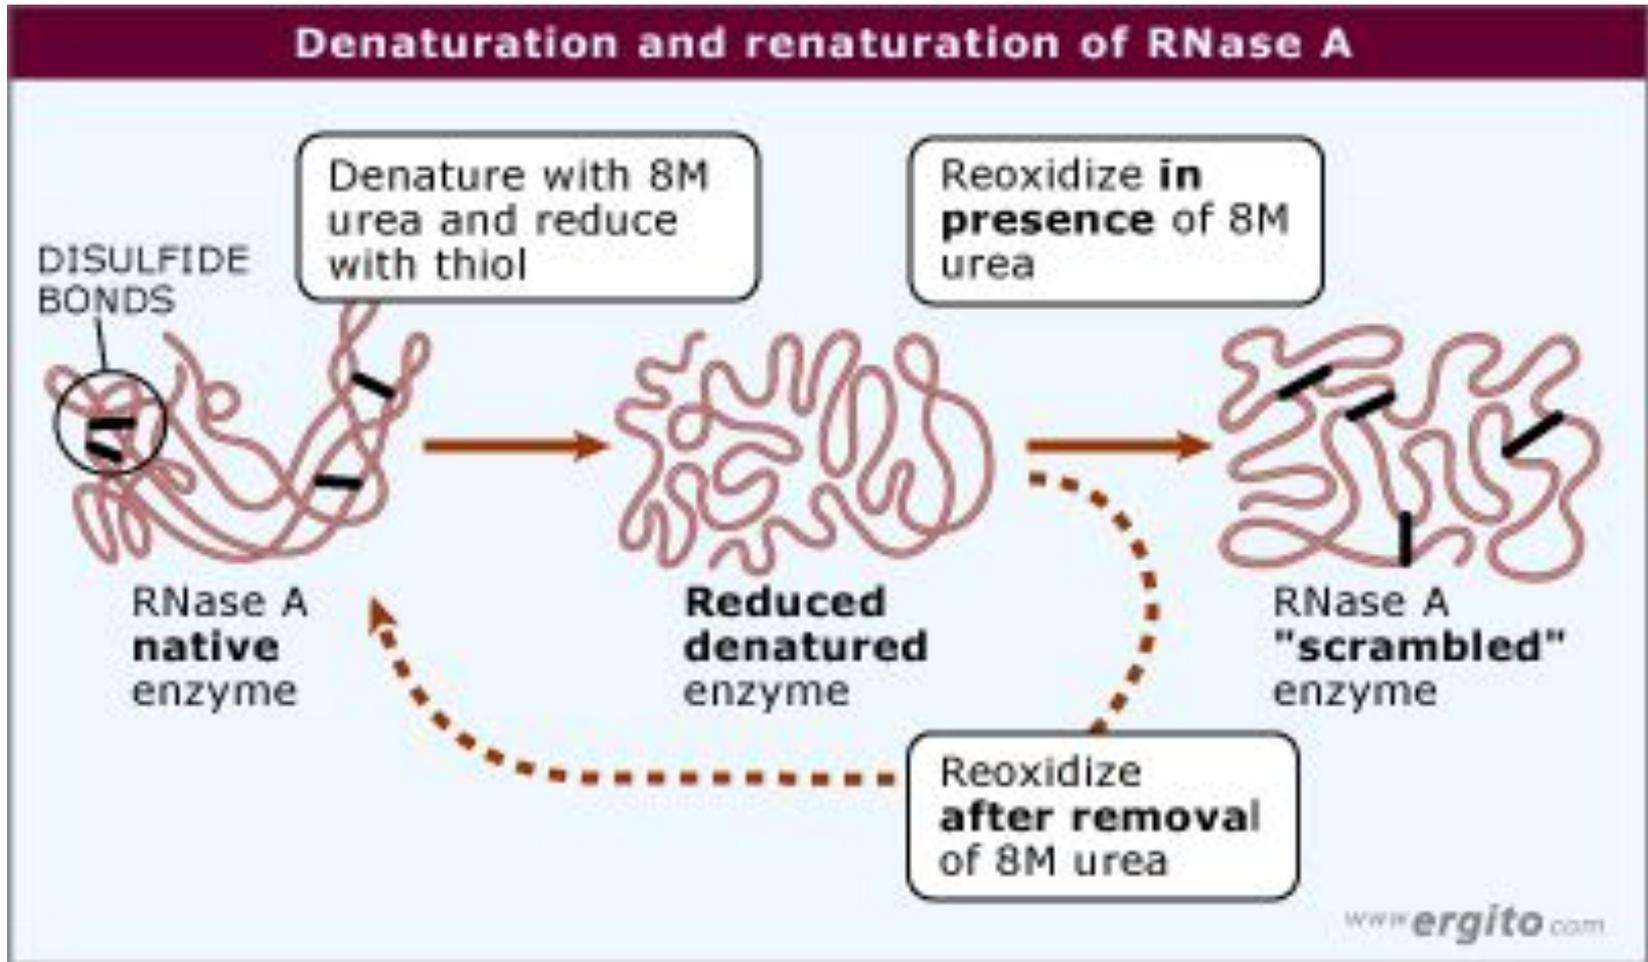 Denaturation and renaturation of RNase A
Denature with 8M
urea and reduce
with thiol
Reoxidize in
presence of 8M
urea
DISULFIDE
BONDS
RNase A
native
enzyme
Reduced
denatured
enzyme
RNase A
"scrambled"
enzyme
Reoxidize
after removal
of 8M urea
www.ergito.com